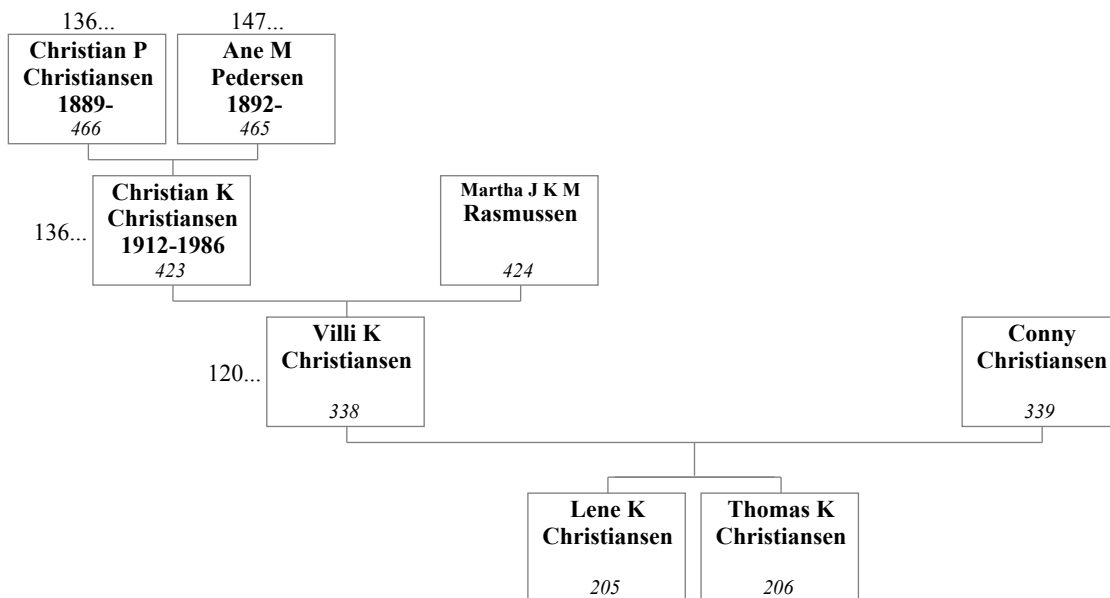 136...
147...
Christian P
Christiansen
1889-
466
Ane M
Pedersen
1892-
465
136...
Christian K
Christiansen
1912-1986
423
Martha J K M
Rasmussen
424
120...
Villi K
Christiansen
338
Conny
Christiansen
339
Lene K
Christiansen
205
Thomas K
Christiansen
206